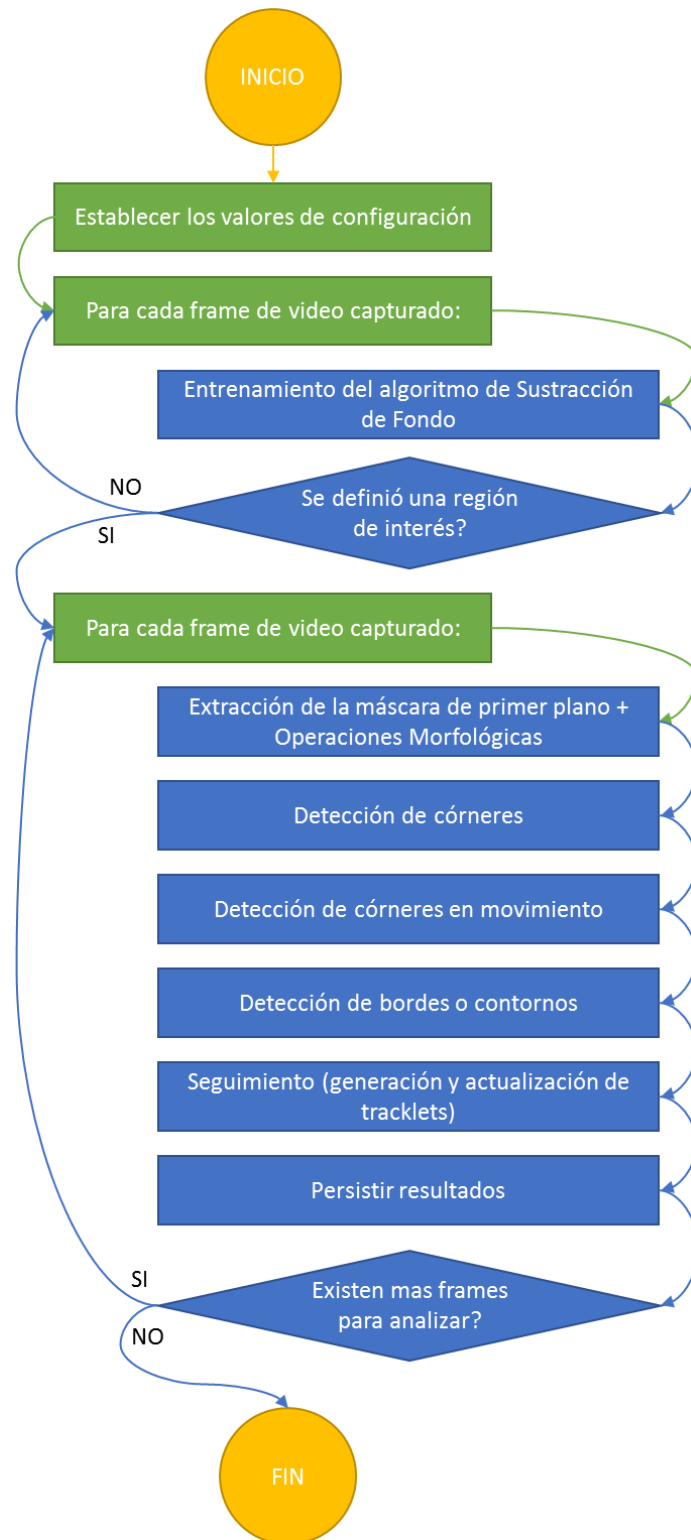 INICIO
Establecer los valores de configuración
Para cada frame de video capturado:
Entrenamiento del algoritmo de Sustracción
de Fondo
Se definió una región
de interés?
NO
SI
Para cada frame de video capturado:
Extracción de la máscara de primer plano +
Operaciones Morfológicas
Detección de córneres
Detección de córneres en movimiento
Detección de bordes o contornos
Seguimiento (generación y actualización de
tracklets)
Persistir resultados
Existen mas frames
para analizar?
SI
NO
FIN